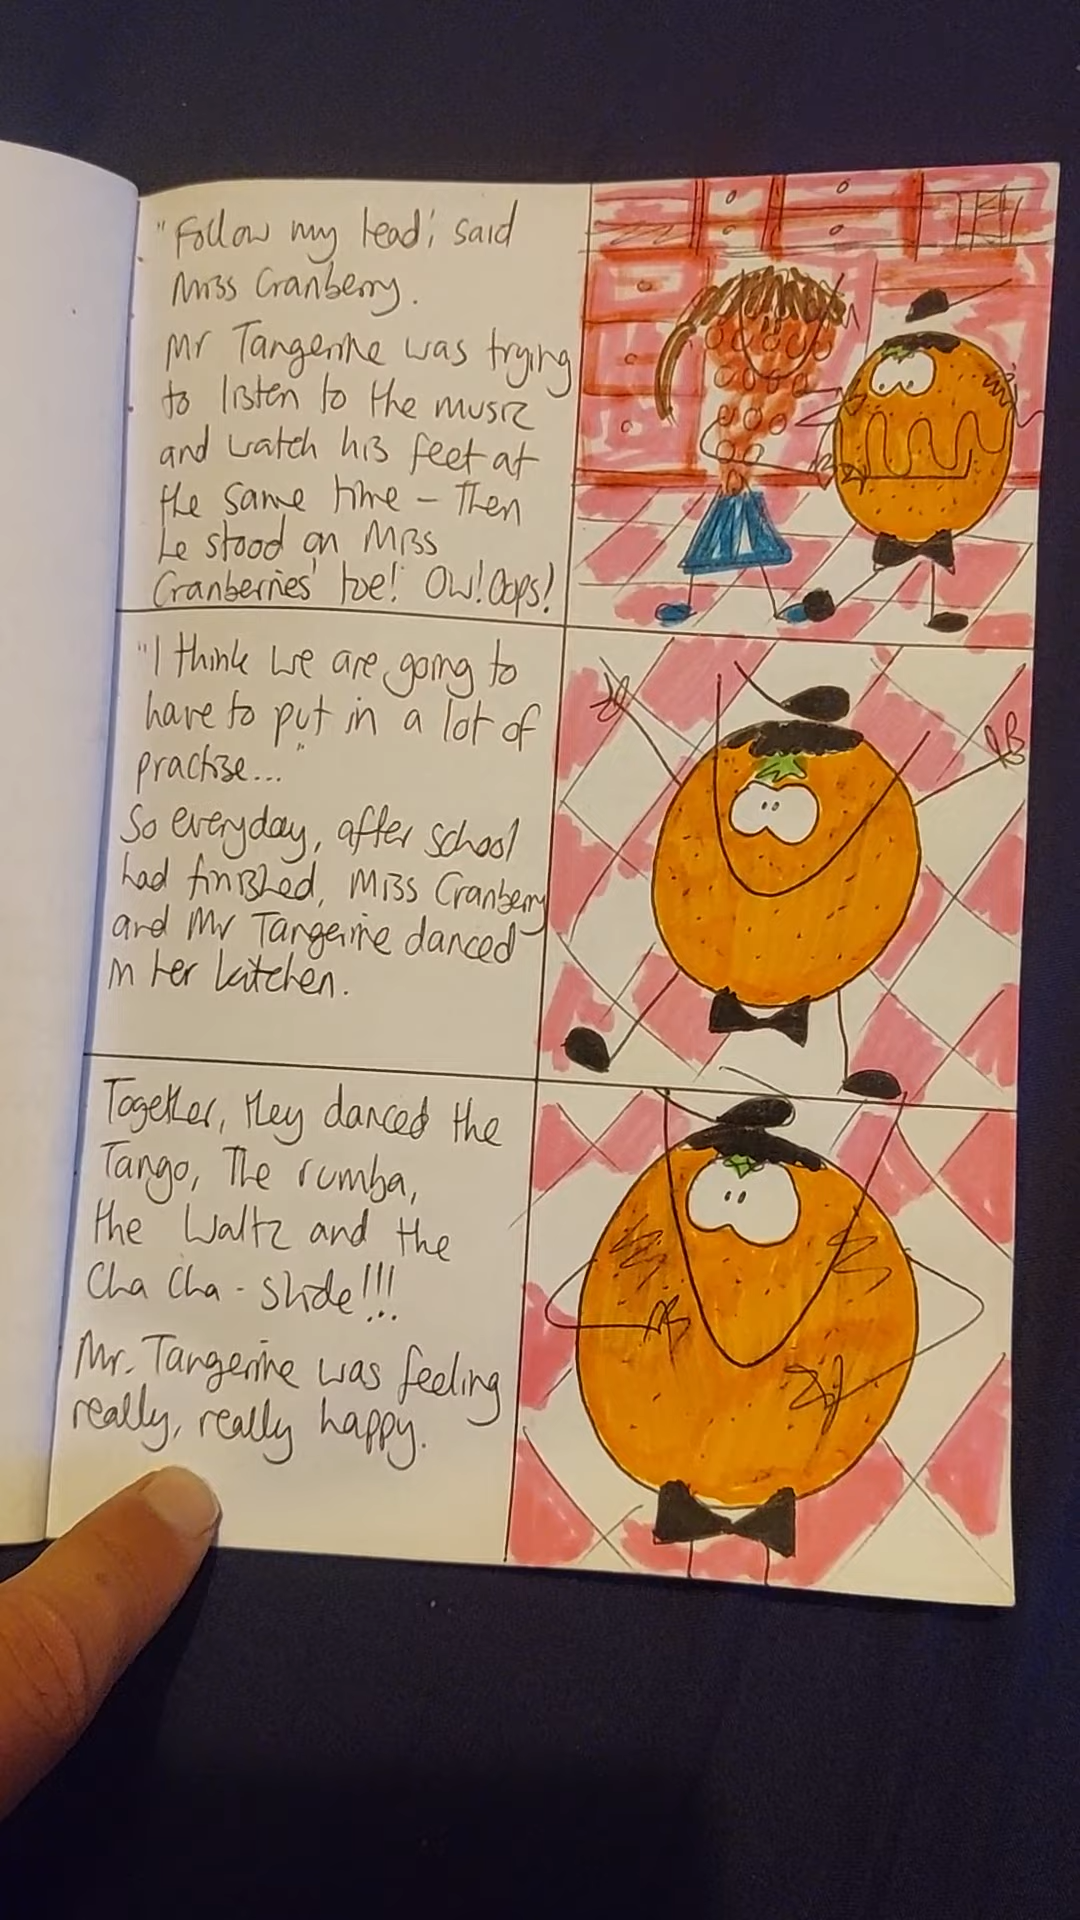 "Follow my lead', said
Miss Cranberry.
Mr Tangerine was trying
to listen to the music
and watch his feet at
the same time - Then
he stood on Miss
Cranberries' toe! Ow! Oops!
"I think we are going to
have to put in a lot of
practise..."
So everyday, after school
had finished, Miss Cranberry
and Mr Tangerine danced
in her kitchen.
Together, they danced the
Tango, The rumba,
the Waltz and the
Cha Cha - slide!!!
Mr. Tangerine was feeling
really, really happy.